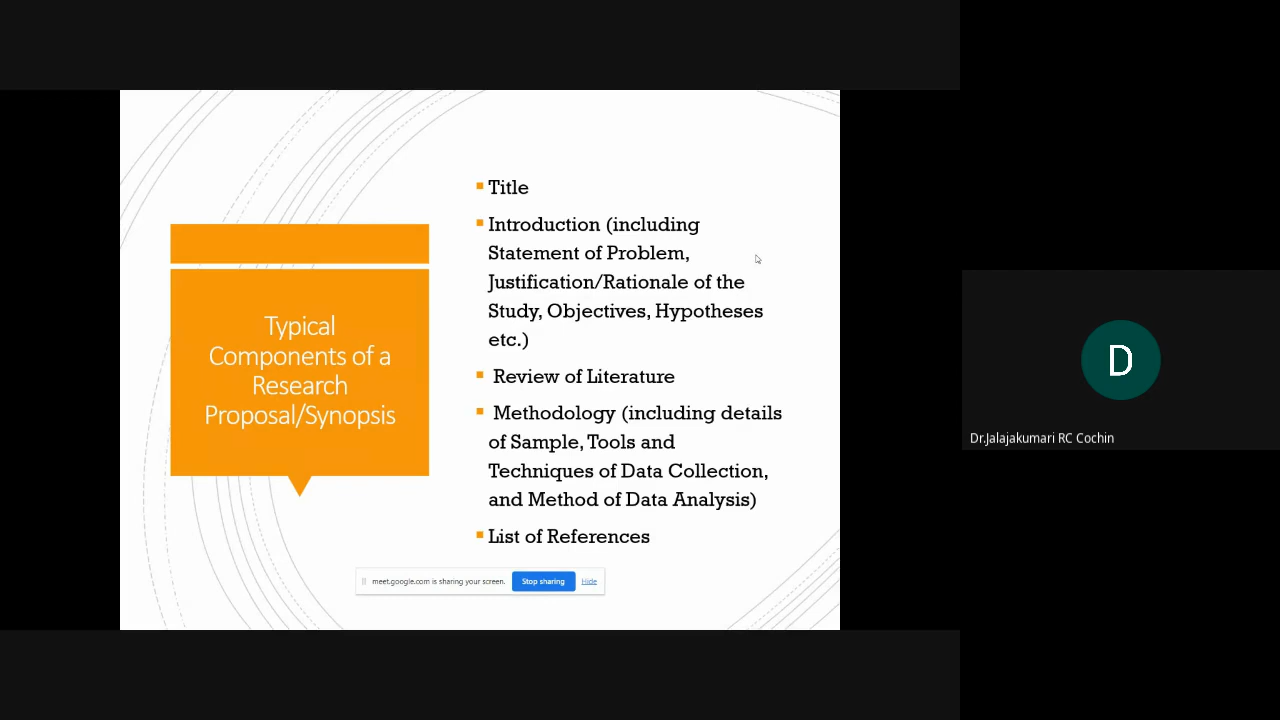 Typical
Components of a
Research
Proposal/Synopsis
Title
Introduction (including
Statement of Problem,
Justification/Rationale of the
Study, Objectives, Hypotheses
etc.)
Review of Literature
Methodology (including details
of Sample, Tools and
Techniques of Data Collection,
and Method of Data Analysis)
List of References
meet.google.com is sharing your screen. Stop sharing Hide
D
Dr.Jalajakumari RC Cochin